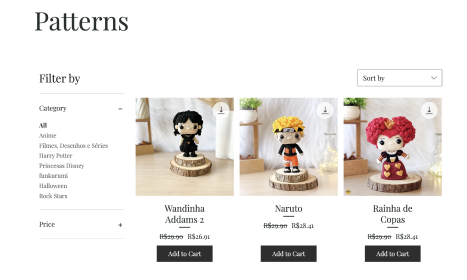 Patterns
Filter by
Sort by
Category
–
All
Anime
Filmes, Desenhos e Séries
Harry Potter
Princesas Disney
funkurumi
Halloween
Rock Stars
Price
+
Wandinha
Addams 2
R$29.90 R$26.91
Add to Cart
Naruto
R$29.90 R$28.41
Add to Cart
Rainha de
Copas
R$29.90 R$28.41
Add to Cart